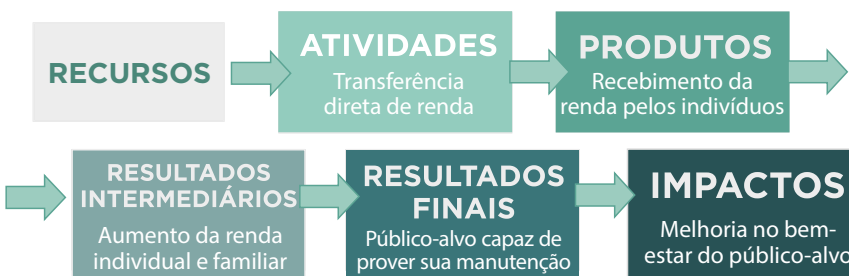 RECURSOS
ATIVIDADES
Transferência
direta de renda
PRODUTOS
Recebimento da
renda pelos indivíduos
RESULTADOS
INTERMEDIÁRIOS
Aumento da renda
individual e familiar
RESULTADOS
FINAIS
Público-alvo capaz de
prover sua manutenção
IMPACTOS
Melhoria no bem-
estar do público-alvo